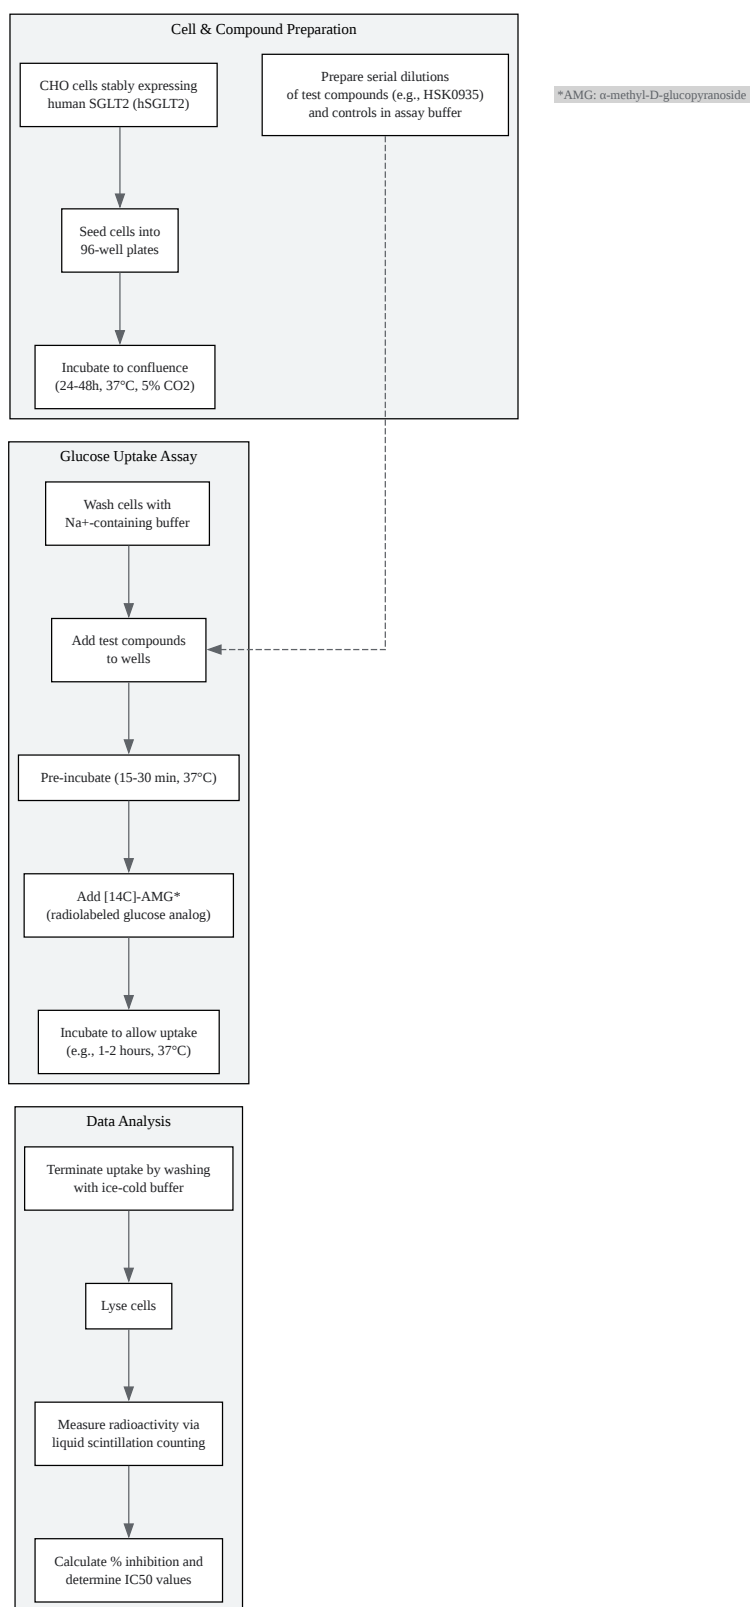 Cell & Compound Preparation
CHO cells stably expressing
human SGLT2 (hSGLT2)
Prepare serial dilutions
of test compounds (e.g., HSK0935)
and controls in assay buffer
*AMG: α-methyl-D-glucopyranoside
Seed cells into
96-well plates
Incubate to confluence
(24-48h, 37°C, 5% CO2)
Glucose Uptake Assay
Wash cells with
Na+-containing buffer
Add test compounds
to wells
Pre-incubate (15-30 min, 37°C)
Add [14C]-AMG*
(radiolabeled glucose analog)
Incubate to allow uptake
(e.g., 1-2 hours, 37°C)
Data Analysis
Terminate uptake by washing
with ice-cold buffer
Lyse cells
Measure radioactivity via
liquid scintillation counting
Calculate % inhibition and
determine IC50 values